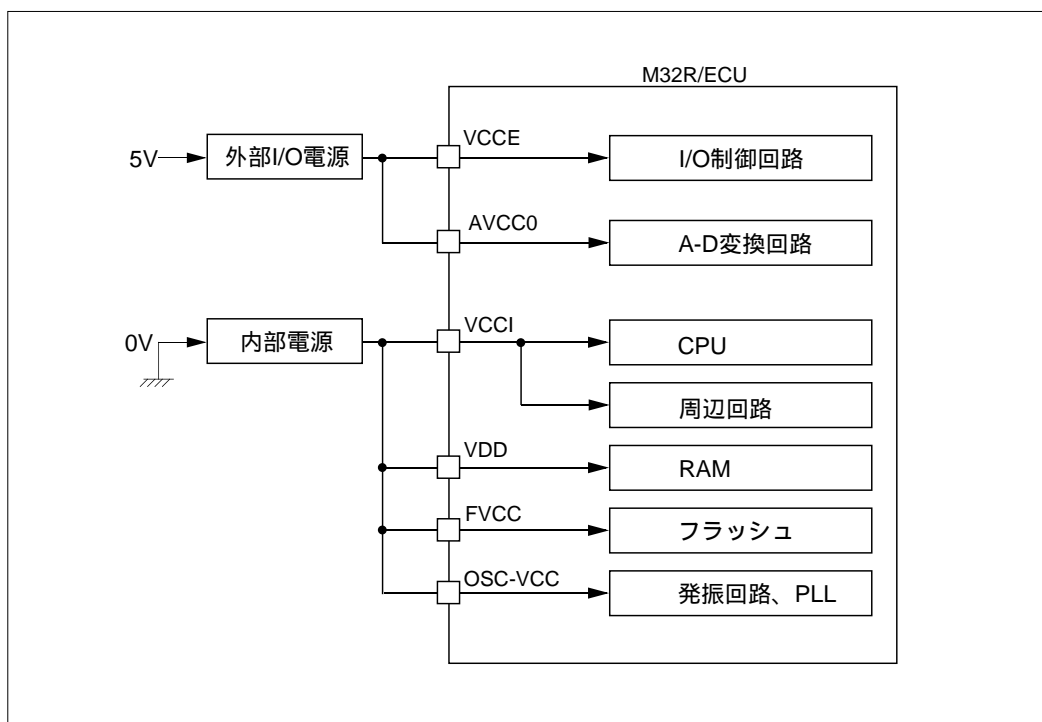 M32R/ECU
5V
外部I/O電源
VCCE
I/O制御回路
AVCC0
A-D変換回路
0V
内部電源
VCCI
CPU
周辺回路
VDD
RAM
FVCC
フラッシュ
OSC-VCC
発振回路、PLL